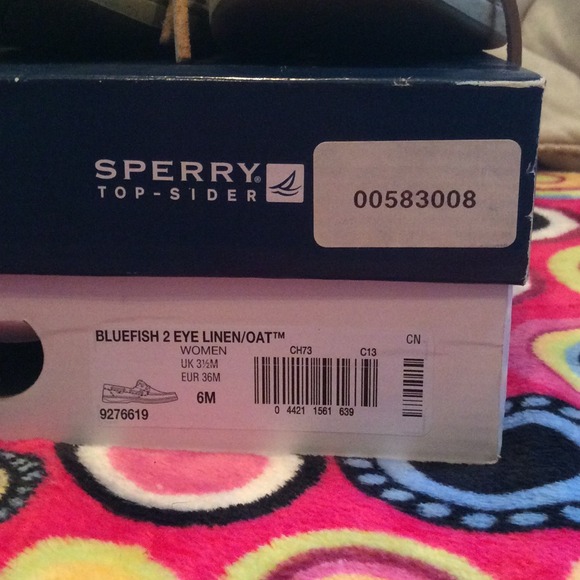 SPERRY®
TOP-SIDER
00583008
BLUEFISH 2 EYE LINEN/OAT™
WOMEN
UK 3½M
EUR 36M
6M
9276619
CH73 C13
0 4421 1561 639
CN